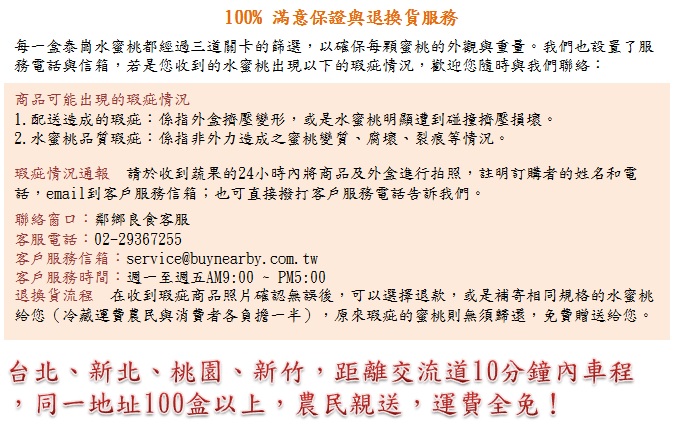 100% 滿意保證與退換貨服務
每一盒泰崗水蜜桃都經過三道關卡的篩選，以確保每顆蜜桃的外觀與重量。我們也設置了服
務電話與信箱，若是您收到的水蜜桃出現以下的瑕疵情況，歡迎您隨時與我們聯絡：
商品可能出現的瑕疵情況
1.配送造成的瑕疵：係指外盒擠壓變形，或是水蜜桃明顯遭到碰撞擠壓損壞。
2.水蜜桃品質瑕疵：係指非外力造成之蜜桃變質、腐壞、裂痕等情況。
瑕疵情況通報 請於收到蔬果的24小時內將商品及外盒進行拍照，註明訂購者的姓名和電
話，email到客戶服務信箱；也可直接撥打客戶服務電話告訴我們。
聯絡窗口：鄰鄉良食客服
客服電話：02-29367255
客戶服務信箱：service@buynearby.com.tw
客戶服務時間：週一至週五AM9:00 ~ PM5:00
退換貨流程 在收到瑕疵商品照片確認無誤後，可以選擇退款，或是補寄相同規格的水蜜桃
給您（冷藏運費農民與消費者各負擔一半），原來瑕疵的蜜桃則無須歸還，免費贈送給您。
台北、新北、桃園、新竹，距離交流道10分鐘內車程
，同一地址100盒以上，農民親送，運費全免！